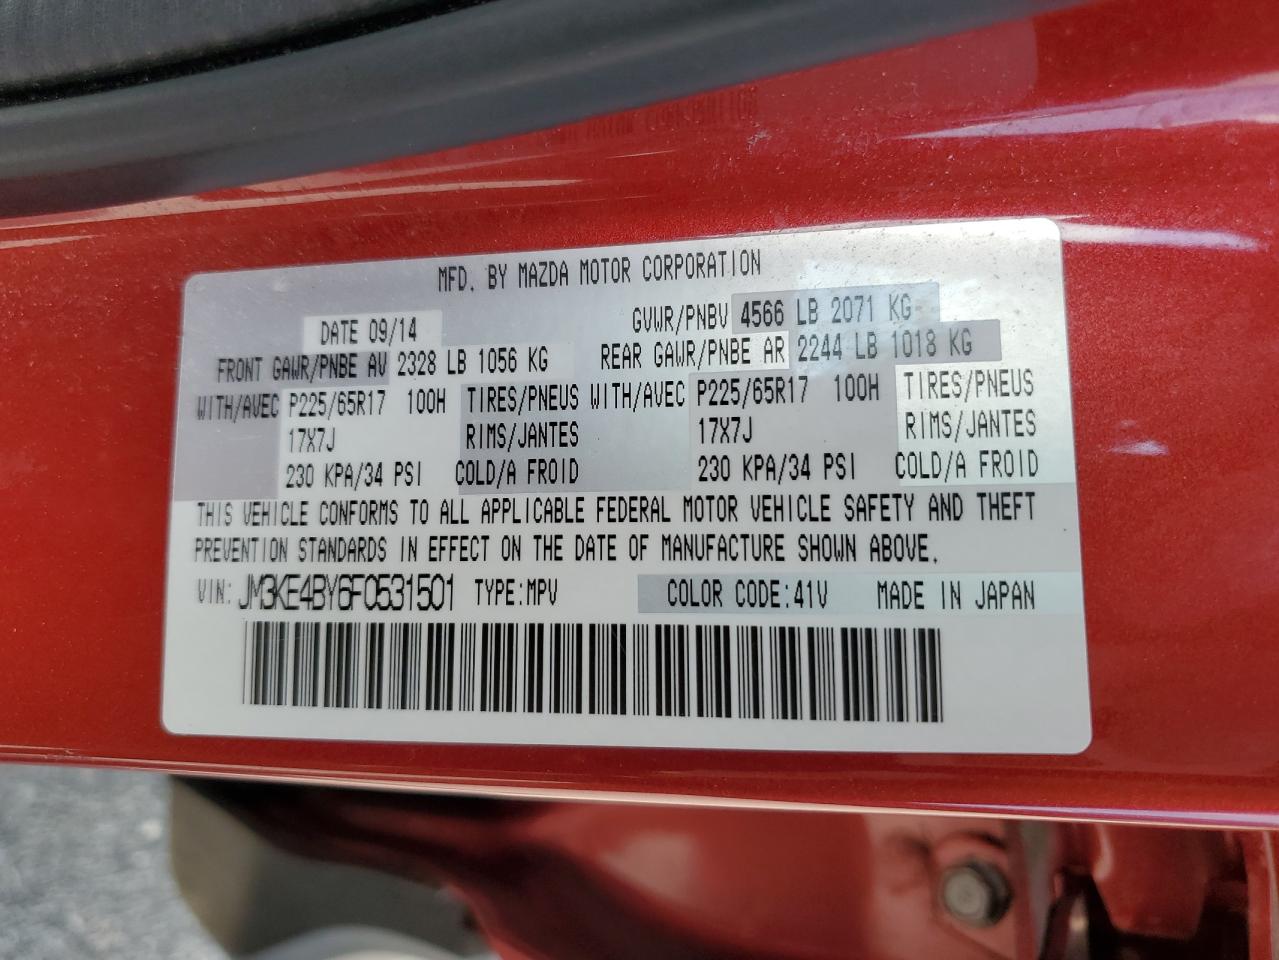 MFD. BY MAZDA MOTOR CORPORATION
DATE 09/14 GVWR/PNBV 4566 LB 2071 KG
FRONT GAWR/PNBE AV 2328 LB 1056 KG REAR GAWR/PNBE AR 2244 LB 1018 KG
WITH/AVEC P225/65R17 100H TIRES/PNEUS WITH/AVEC P225/65R17 100H TIRES/PNEUS
17X7J RIMS/JANTES 17X7J RIMS/JANTES
230 KPA/34 PSI COLD/A FROID 230 KPA/34 PSI COLD/A FROID
THIS VEHICLE CONFORMS TO ALL APPLICABLE FEDERAL MOTOR VEHICLE SAFETY AND THEFT
PREVENTION STANDARDS IN EFFECT ON THE DATE OF MANUFACTURE SHOWN ABOVE.
VIN: JM3KE4BY6F0531501 TYPE:MPV COLOR CODE:41V MADE IN JAPAN